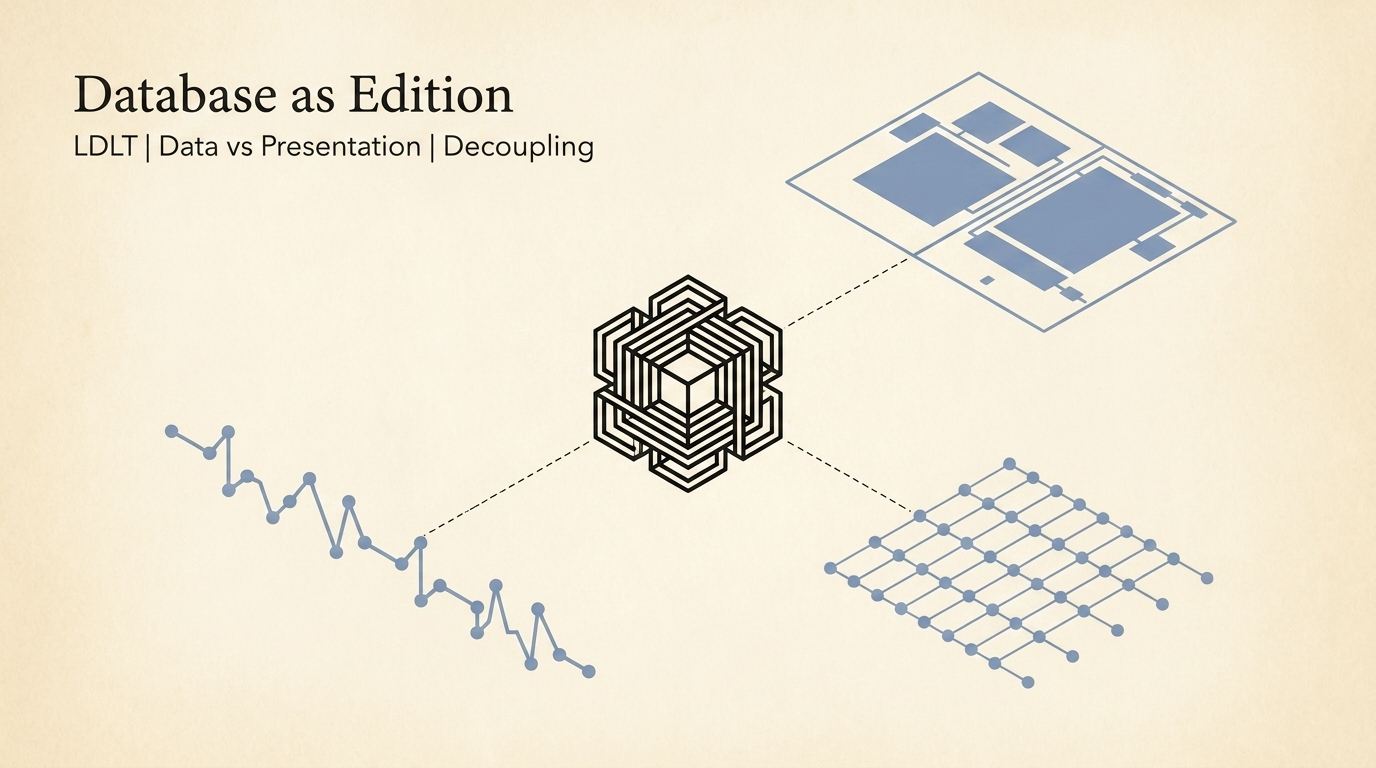 Database as Edition
LDLT | Data vs Presentation | Decoupling